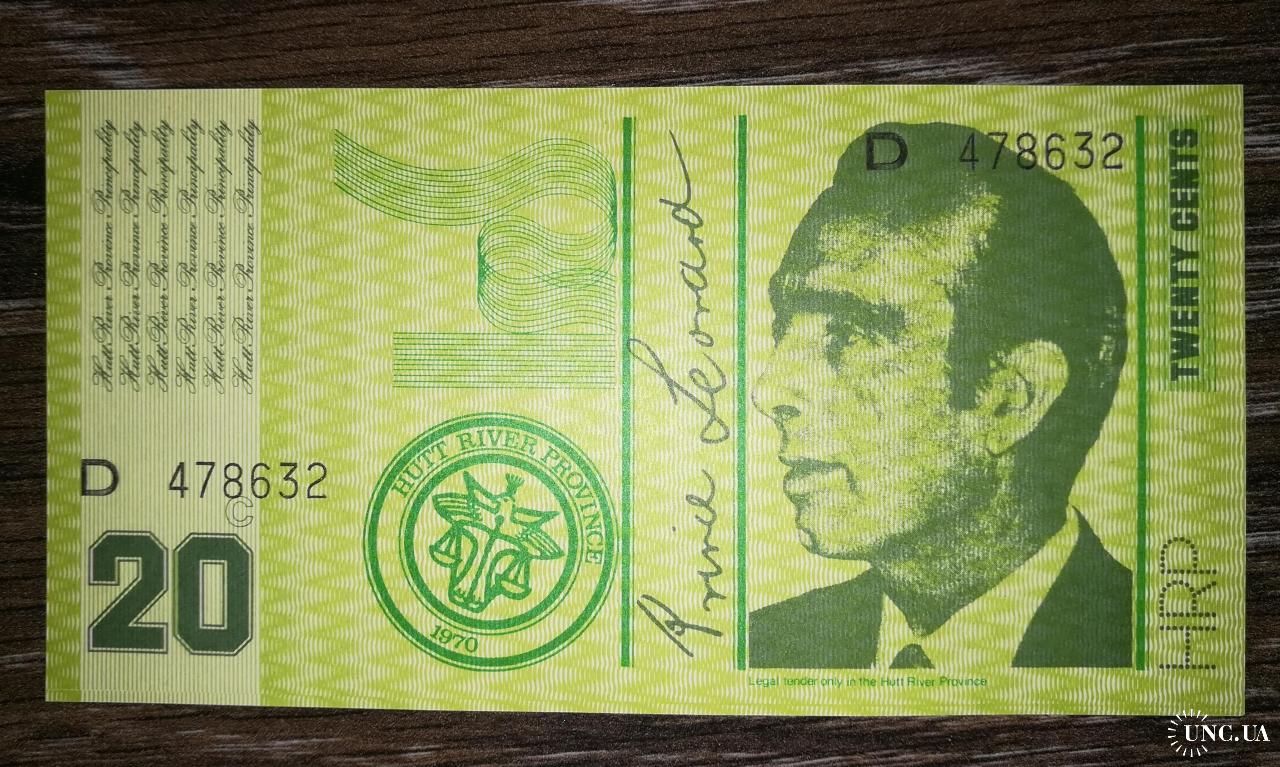 Hutt River Province Principality
Hutt River Province Principality
Hutt River Province Principality
Hutt River Province Principality
Hutt River Province Principality
Hutt River Province Principality
D 478632
©
20
HUTT RIVER PROVINCE
1970
Prince Leonard
D 478632
TWENTY CENTS
HRP
Legal tender only in the Hutt River Province
UNC.UA